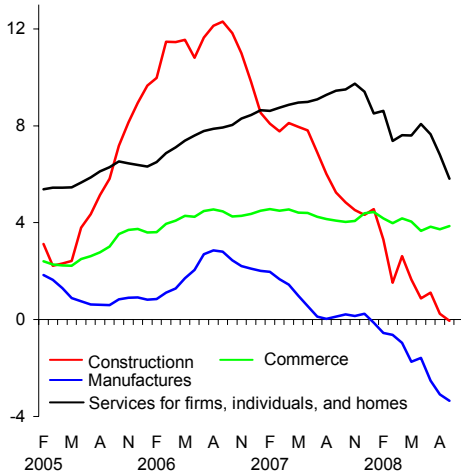 12
8
4
0
-4
Constructionn
Commerce
Manufactures
Services for firms, individuals, and homes
F M A N F M A N F M A N F M A
2005 2006 2007 2008